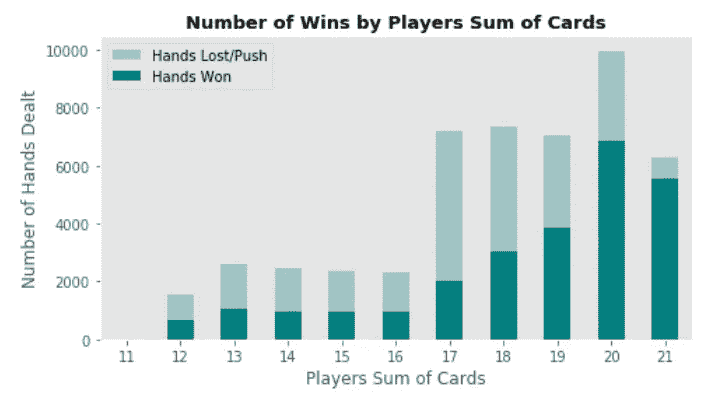 Number of Wins by Players Sum of Cards
Hands Lost/Push
Hands Won
Number of Hands Dealt
10000
8000
6000
4000
2000
0
11 12 13 14 15 16 17 18 19 20 21
Players Sum of Cards